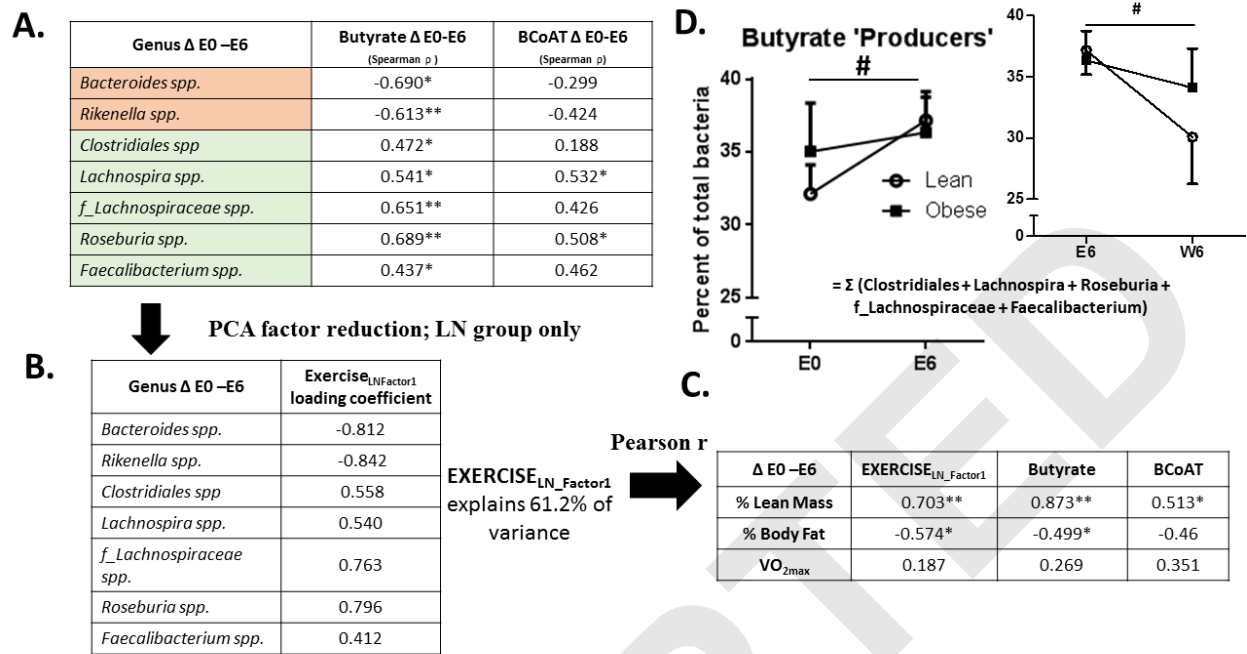 A.
Genus Δ E0 –E6 Butyrate Δ E0-E6 (Spearman ρ ) BCoAT Δ E0-E6 (Spearman ρ)
Bacteroides spp. -0.690* -0.299
Rikenella spp. -0.613** -0.424
Clostridiales spp 0.472* 0.188
Lachnospira spp. 0.541* 0.532*
f_Lachnospiraceae spp. 0.651** 0.426
Roseburia spp. 0.689** 0.508*
Faecalibacterium spp. 0.437* 0.462
PCA factor reduction; LN group only
B.
Genus Δ E0 –E6 Exercise LNFactor1 loading coefficient
Bacteroides spp. -0.812
Rikenella spp. -0.842
Clostridiales spp 0.558
Lachnospira spp. 0.540
f_Lachnospiraceae spp. 0.763
Roseburia spp. 0.796
Faecalibacterium spp. 0.412
EXERCISE LN_Factor1
explains 61.2% of
variance
Pearson r
C.
Δ E0 –E6 EXERCISE LN_Factor1 Butyrate BCoAT
% Lean Mass 0.703** 0.873** 0.513*
% Body Fat -0.574* -0.499* -0.46
VO2max 0.187 0.269 0.351
D.
Butyrate 'Producers'
#
Percent of total bacteria
40
35
30
25
0
E0 E6
Lean
Obese
#
40
35
30
25
0
E6 W6
= Σ (Clostridiales + Lachnospira + Roseburia +
f_Lachnospiraceae + Faecalibacterium)
PTED